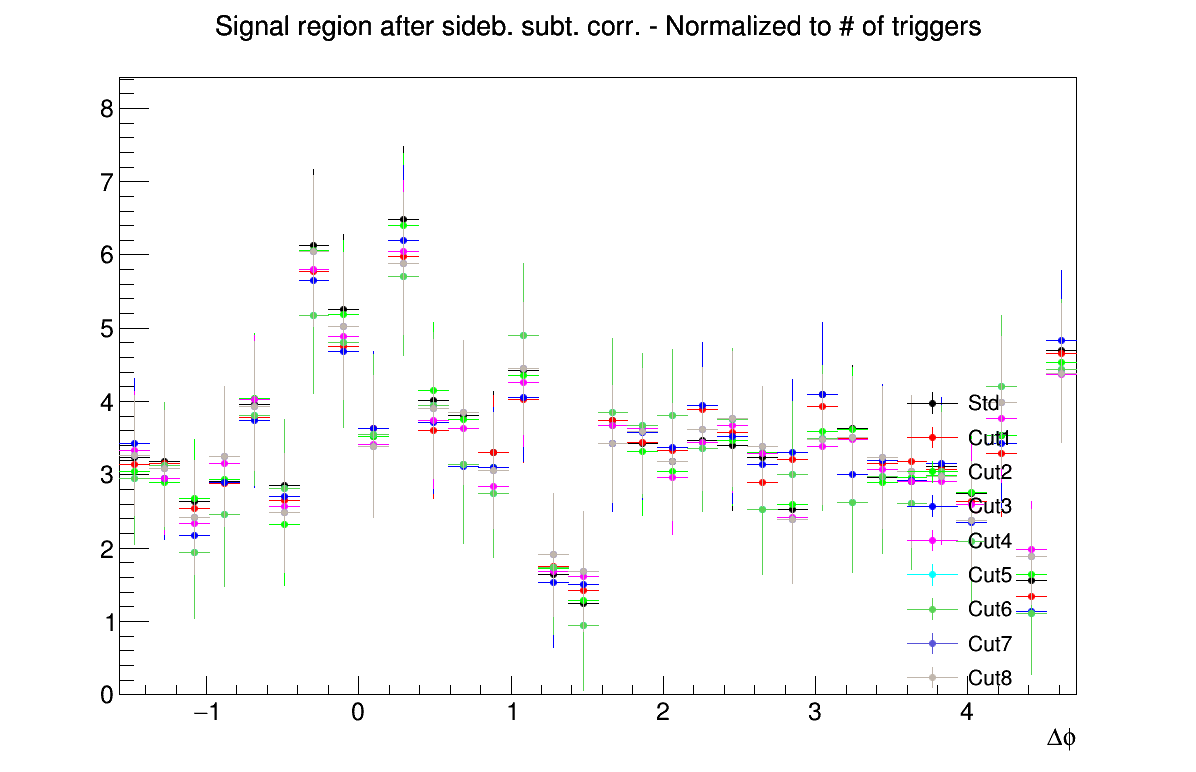 Signal region after sideb. subt. corr. - Normalized to # of triggers
8
7
6
5
4
3
2
1
0
Std
Cut1
Cut2
Cut3
Cut4
Cut5
Cut6
Cut7
Cut8
−1 0 1 2 3 4
Δϕ